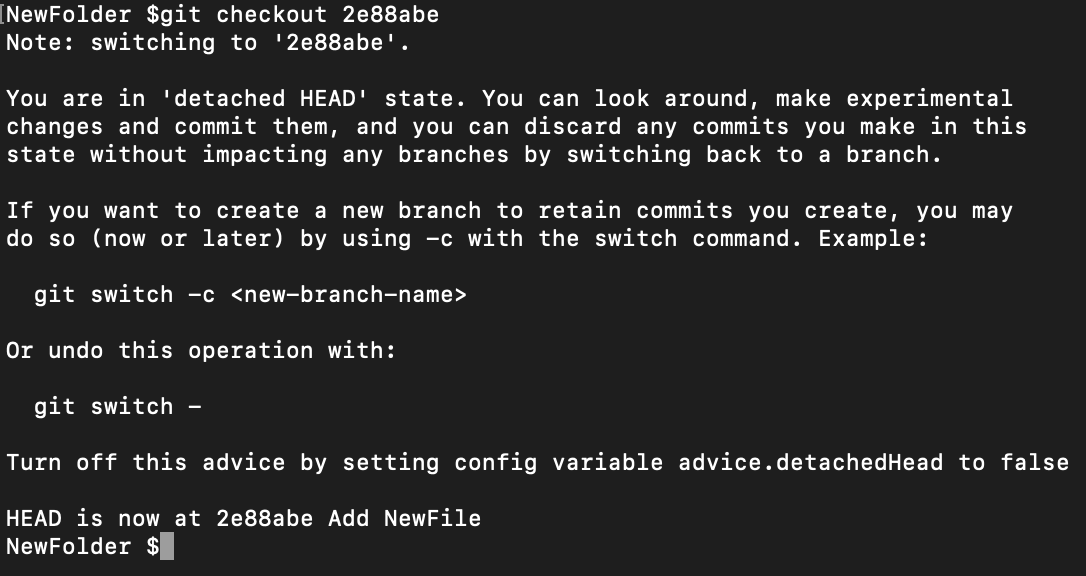 [NewFolder $git checkout 2e88abe
Note: switching to '2e88abe'.

You are in 'detached HEAD' state. You can look around, make experimental
changes and commit them, and you can discard any commits you make in this
state without impacting any branches by switching back to a branch.

If you want to create a new branch to retain commits you create, you may
do so (now or later) by using -c with the switch command. Example:

  git switch -c <new-branch-name>

Or undo this operation with:

  git switch -

Turn off this advice by setting config variable advice.detachedHead to false

HEAD is now at 2e88abe Add NewFile
NewFolder $